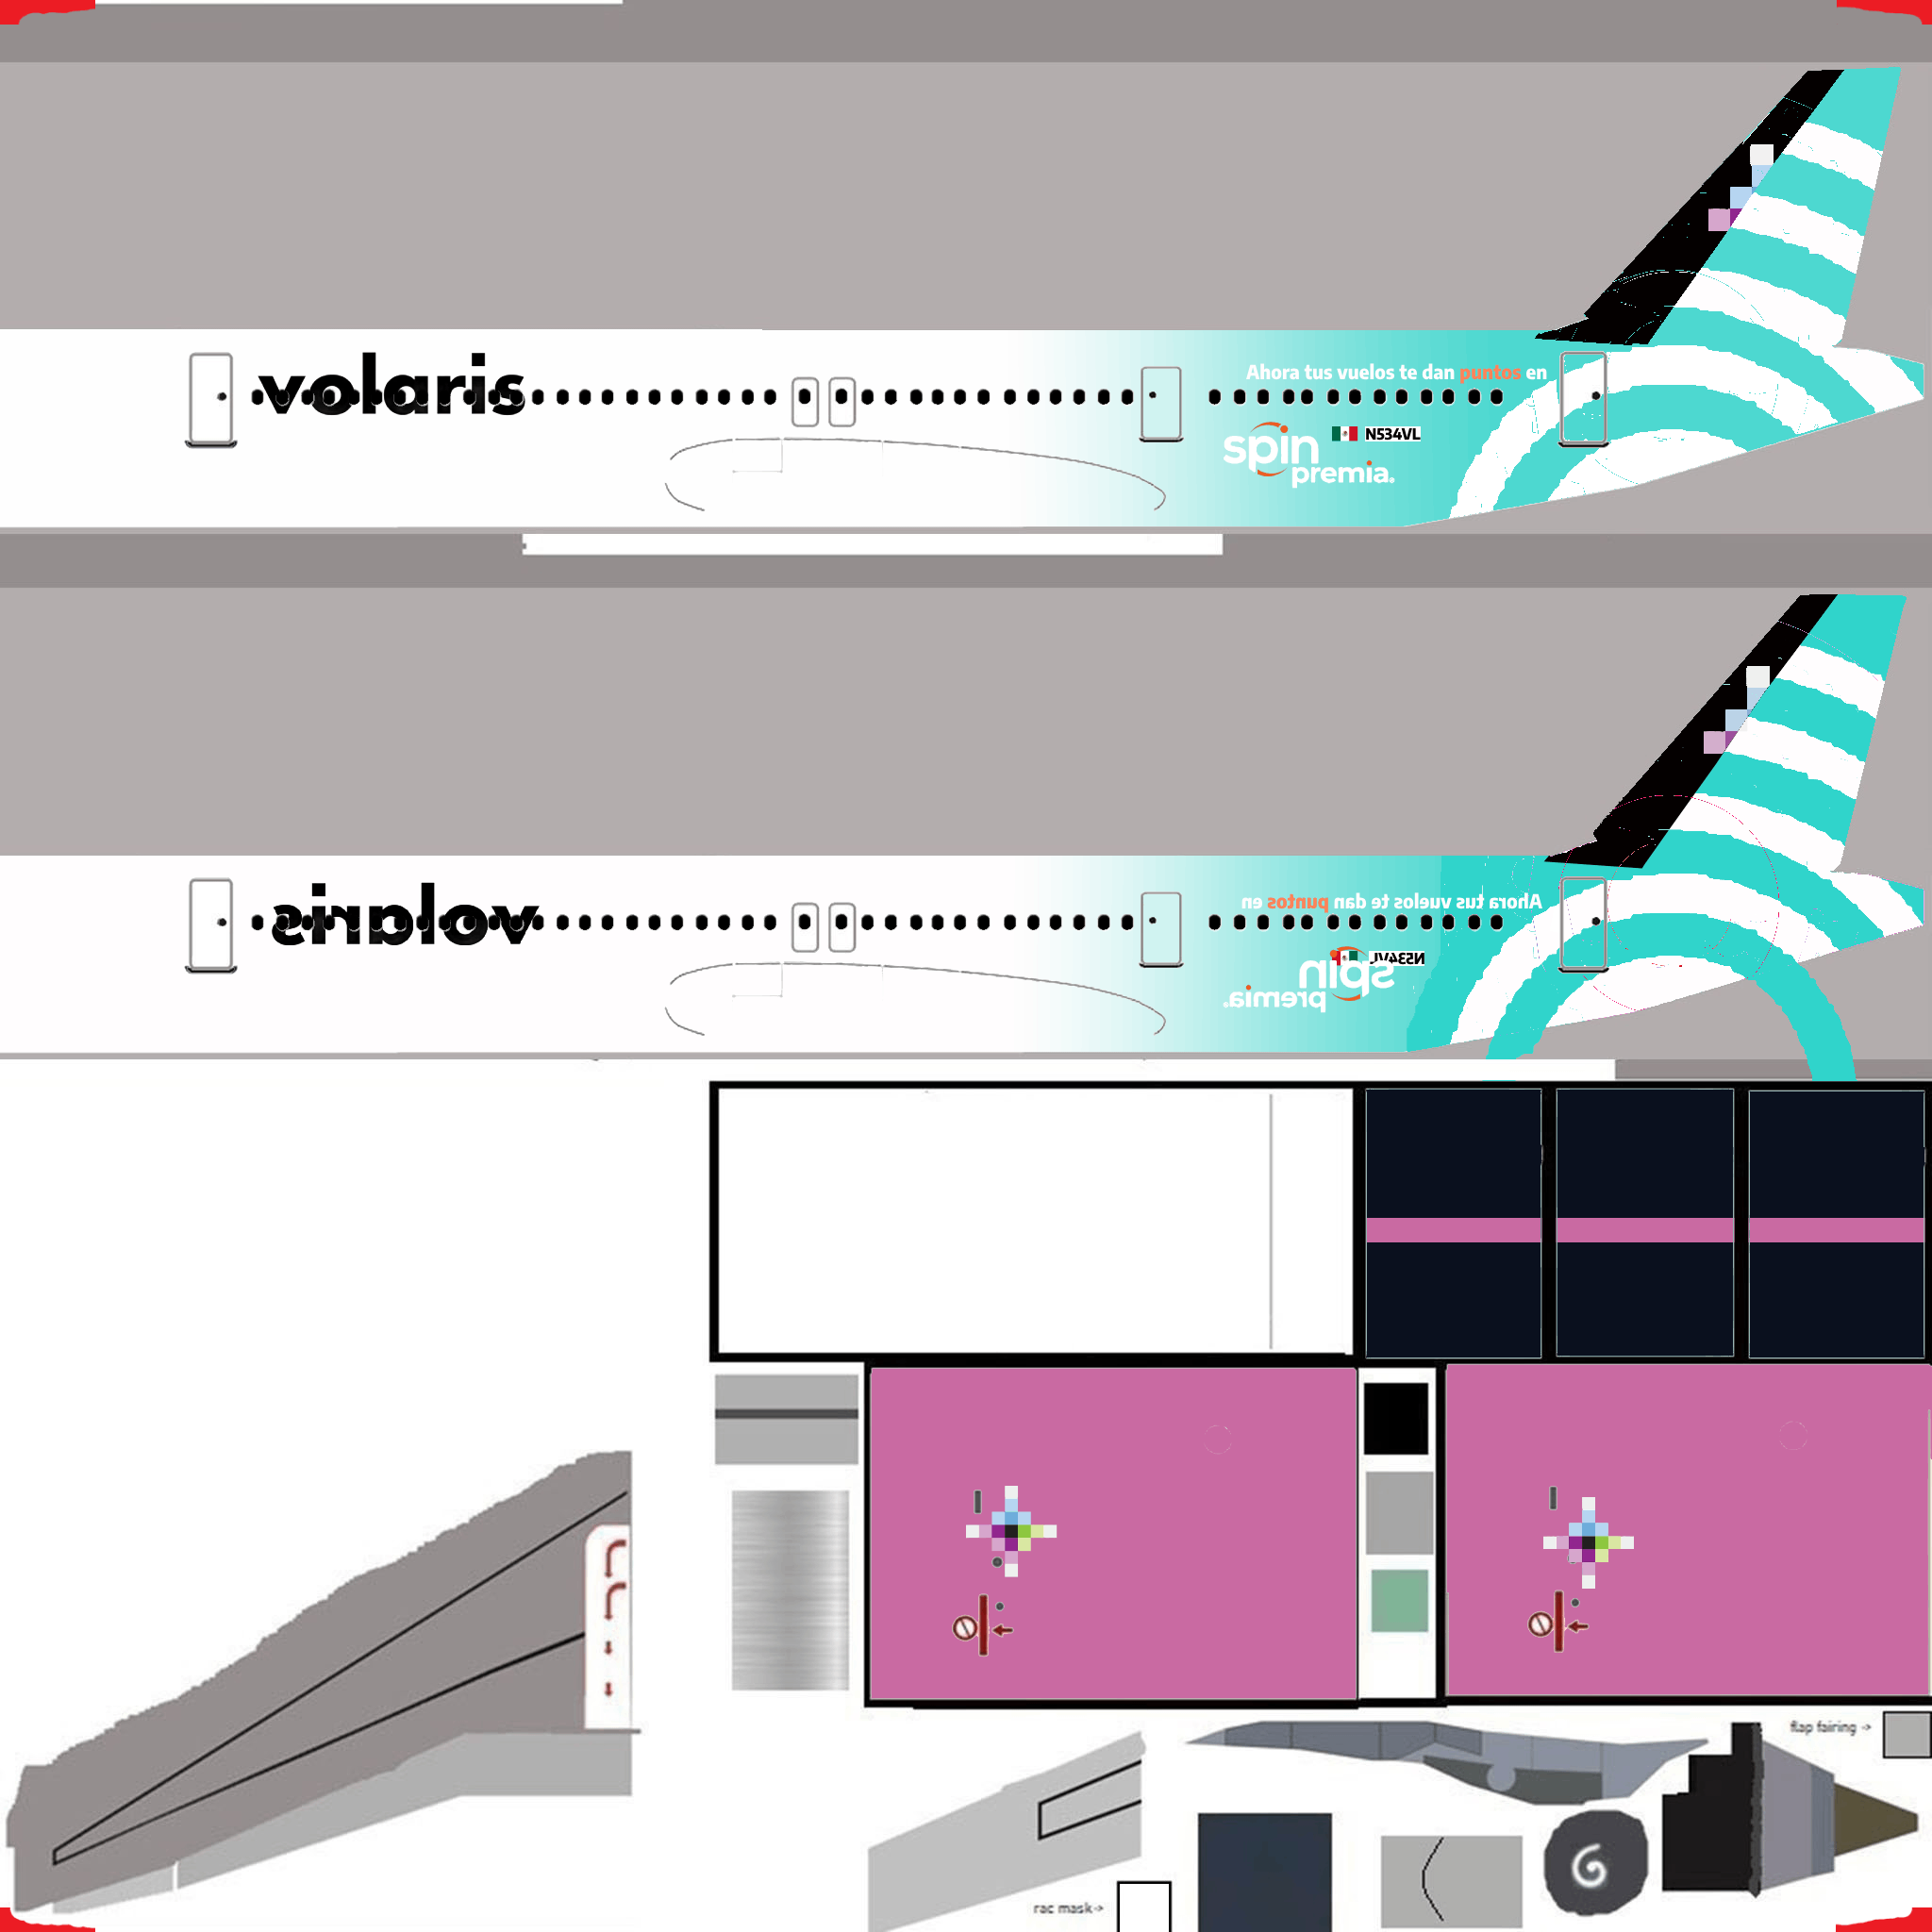 volaris
Ahora tus vuelos te dan puntos en
N534VL
spin
premia.
volaris
Ahora tus vuelos te dan puntos en
N534VL
spin
premia.
flap fairing ->
rac mask->